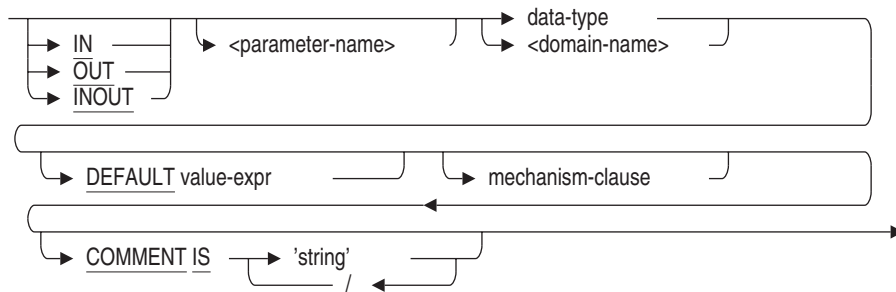 data-type
IN <parameter-name> <domain-name>
OUT
INOUT
DEFAULT value-expr mechanism-clause
COMMENT IS 'string'
/